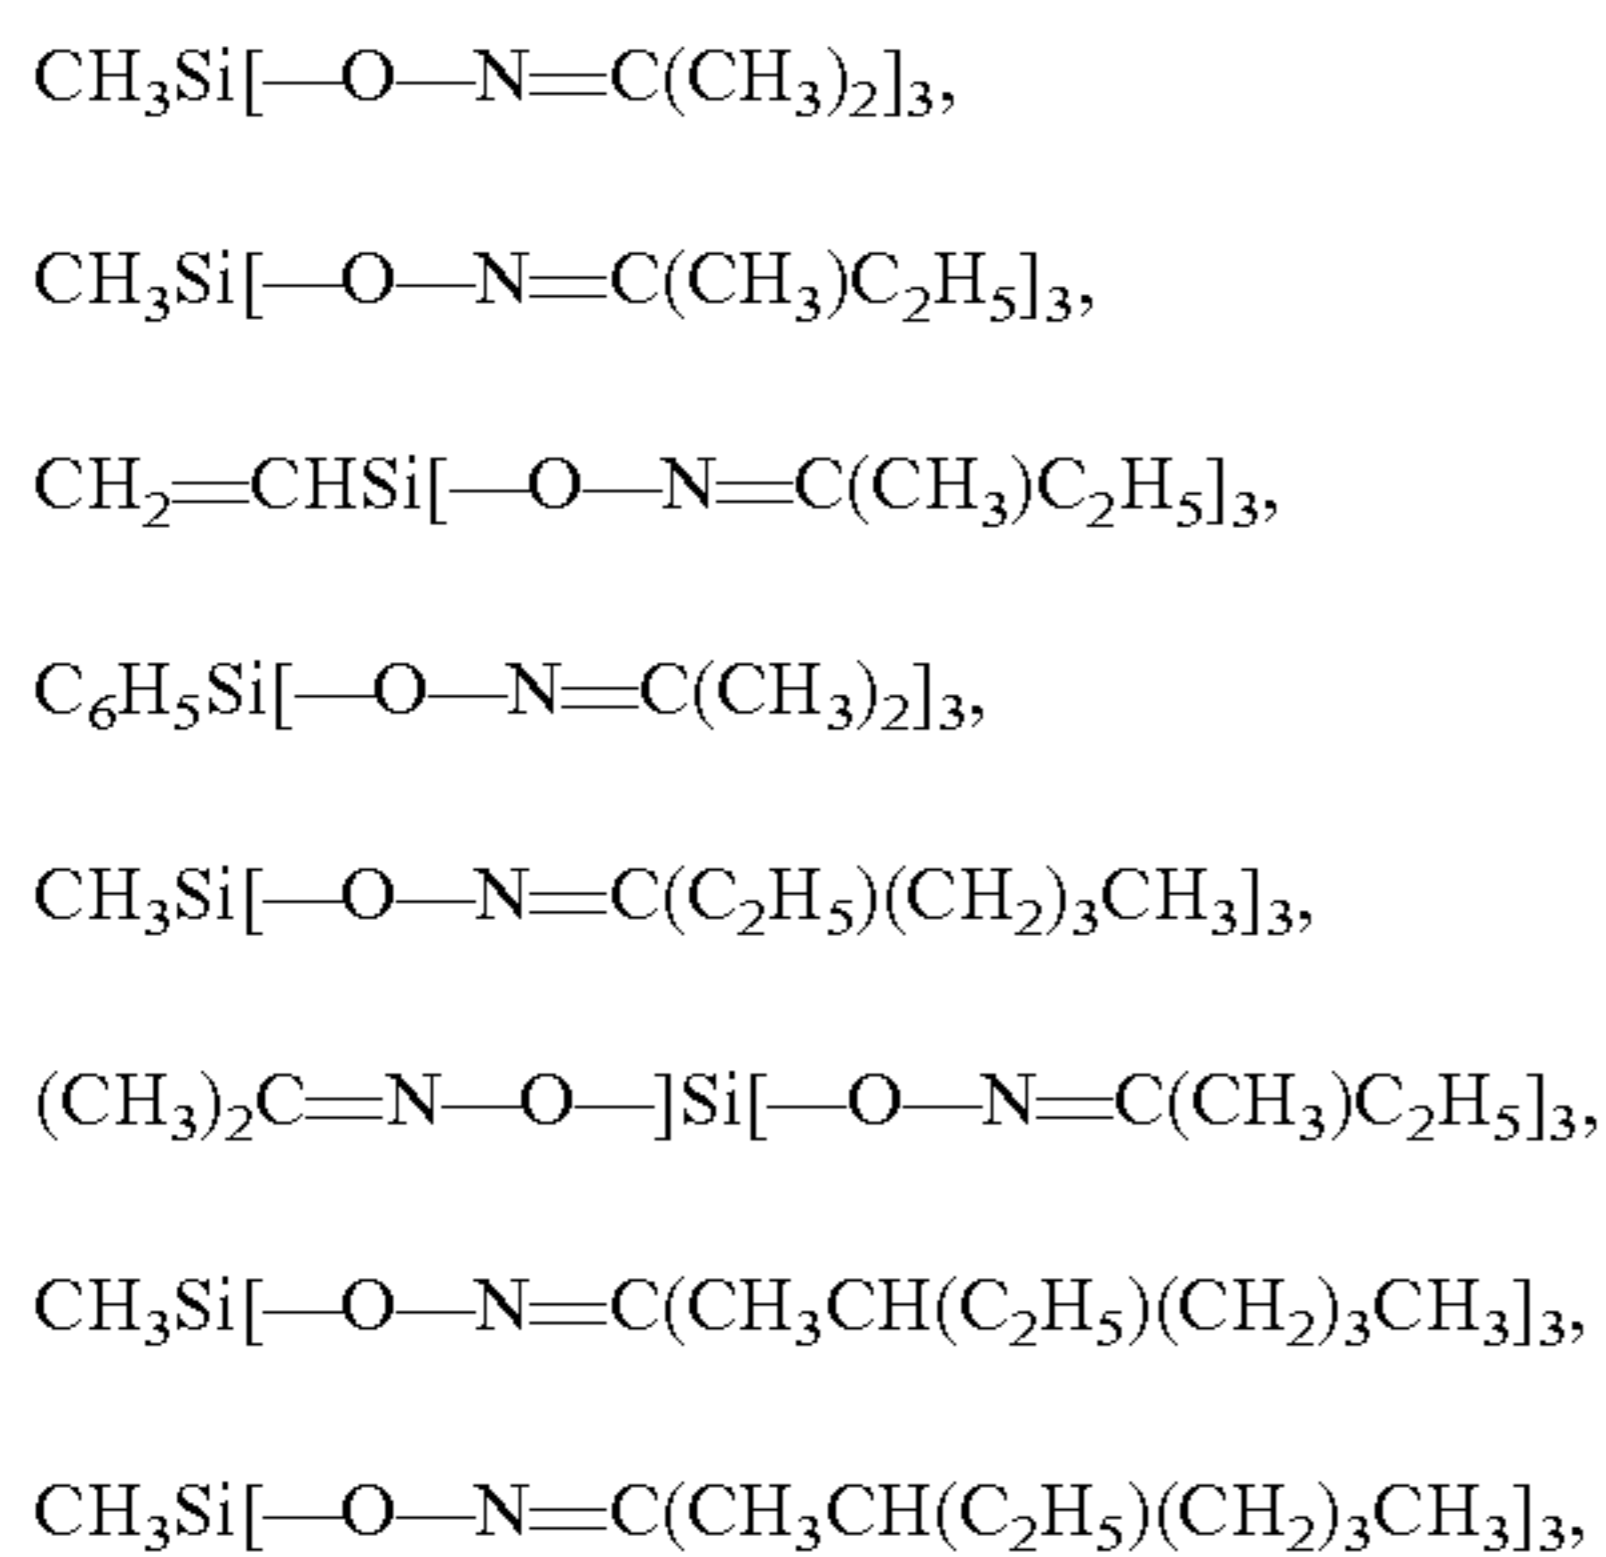 CH₃Si[—O—N=C(CH₃)₂]₃,
CH₃Si[—O—N=C(CH₃)C₂H₅]₃,
CH₂=CHSi[—O—N=C(CH₃)C₂H₅]₃,
C₆H₅Si[—O—N=C(CH₃)₂]₃,
CH₃Si[—O—N=C(C₂H₅)(CH₂)₃CH₃]₃,
(CH₃)₂C=N—O—]Si[—O—N=C(CH₃)C₂H₅]₃,
CH₃Si[—O—N=C(CH₃CH(C₂H₅)(CH₂)₃CH₃]₃,
CH₃Si[—O—N=C(CH₃CH(C₂H₅)(CH₂)₃CH₃]₃,